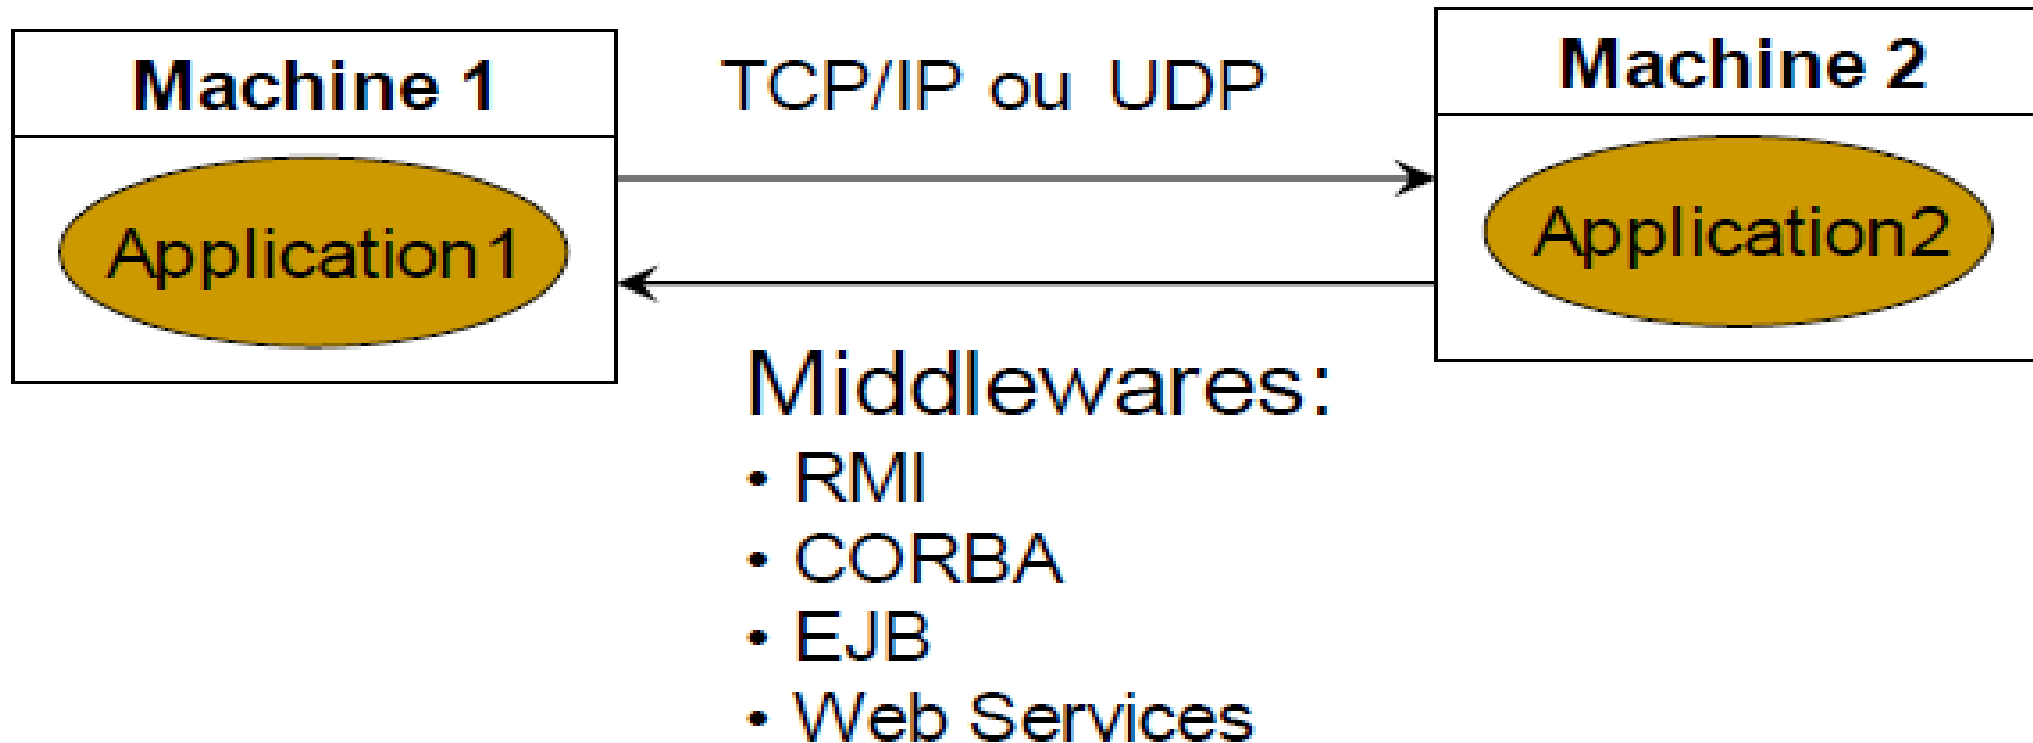 Machine 1
TCP/IP ou UDP
Machine 2
Application1
Application2
Middlewares:
• RMI
• CORBA
• EJB
• Web Services